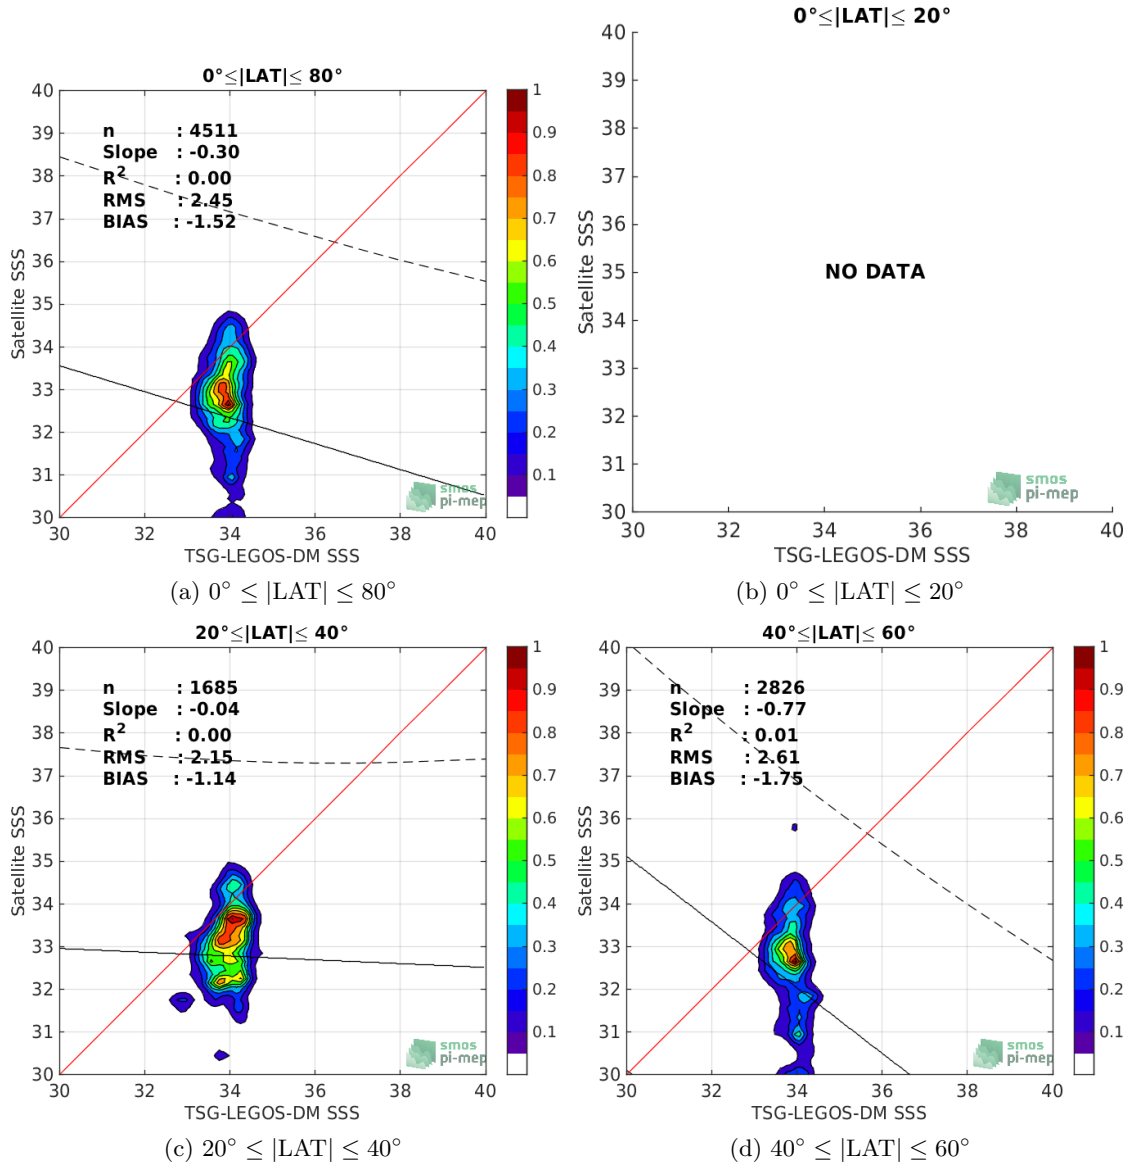 0°≤|LAT|≤ 80°
40
39
38
37
36
35
34
33
32
31
30
Satellite SSS
n : 4511
Slope : -0.30
R² : 0.00
RMS : 2.45
BIAS : -1.52
smos
pi-mep
30 32 34 36 38 40
TSG-LEGOS-DM SSS
1
0.9
0.8
0.7
0.6
0.5
0.4
0.3
0.2
0.1
(a) 0° ≤ |LAT| ≤ 80°
0°≤|LAT|≤ 20°
40
39
38
37
36
35
34
33
32
31
30
Satellite SSS
NO DATA
smos
pi-mep
30 32 34 36 38 40
TSG-LEGOS-DM SSS
(b) 0° ≤ |LAT| ≤ 20°
20°≤|LAT|≤ 40°
40
39
38
37
36
35
34
33
32
31
30
Satellite SSS
n : 1685
Slope : -0.04
R² : 0.00
RMS : 2.15
BIAS : -1.14
smos
pi-mep
30 32 34 36 38 40
TSG-LEGOS-DM SSS
1
0.9
0.8
0.7
0.6
0.5
0.4
0.3
0.2
0.1
(c) 20° ≤ |LAT| ≤ 40°
40°≤|LAT|≤ 60°
40
39
38
37
36
35
34
33
32
31
30
Satellite SSS
n : 2826
Slope : -0.77
R² : 0.01
RMS : 2.61
BIAS : -1.75
smos
pi-mep
30 32 34 36 38 40
TSG-LEGOS-DM SSS
1
0.9
0.8
0.7
0.6
0.5
0.4
0.3
0.2
0.1
(d) 40° ≤ |LAT| ≤ 60°